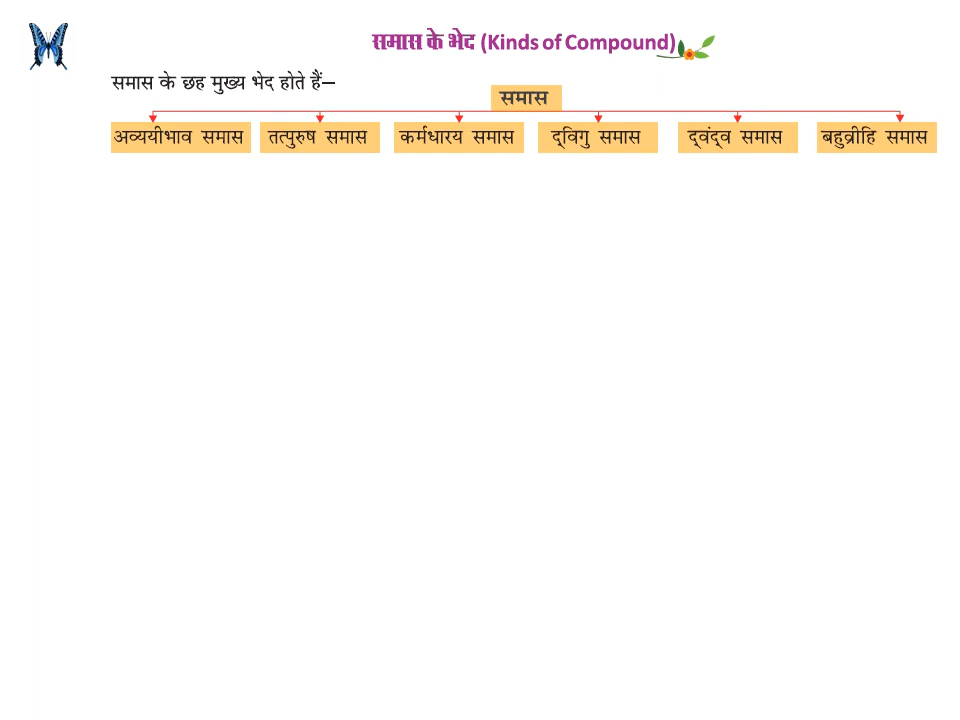 समास के भेद (Kinds of Compound)
समास के छह मुख्य भेद होते हैं–
समास
अव्ययीभाव समास तत्पुरुष समास कर्मधारय समास द्‌विगु समास द्‌वंद्‌व समास बहुव्रीहि समास